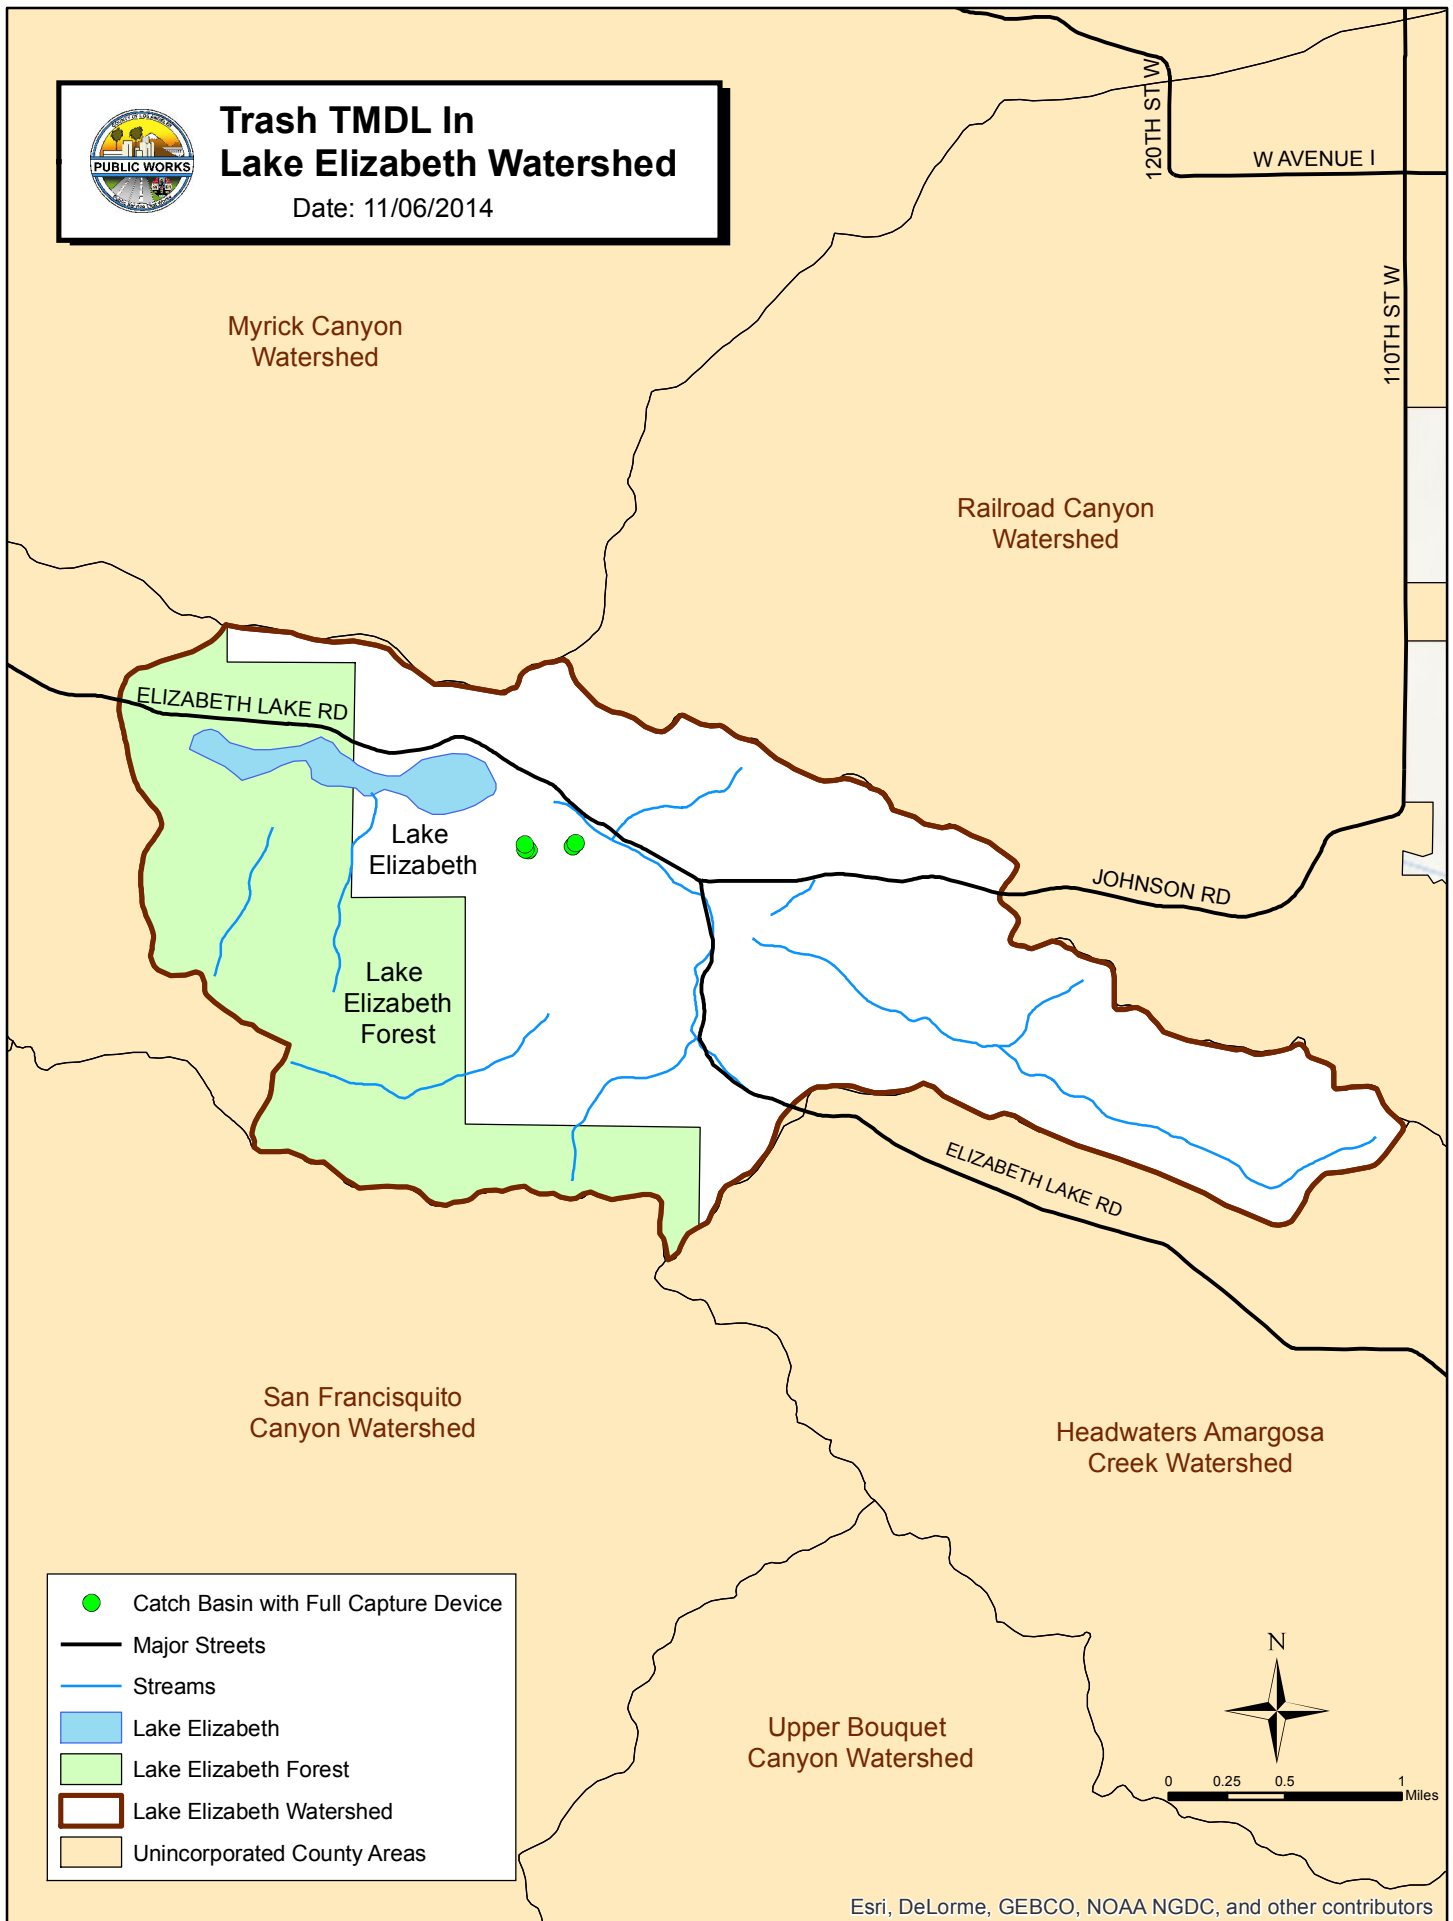 Trash TMDL In
Lake Elizabeth Watershed
Date: 11/06/2014
PUBLIC WORKS
120TH ST W
W AVENUE I
110TH ST W
Myrick Canyon
Watershed
Railroad Canyon
Watershed
ELIZABETH LAKE RD
Lake
Elizabeth
JOHNSON RD
Lake
Elizabeth
Forest
ELIZABETH LAKE RD
San Francisquito
Canyon Watershed
Headwaters Amargosa
Creek Watershed
Upper Bouquet
Canyon Watershed
Catch Basin with Full Capture Device
Major Streets
Streams
Lake Elizabeth
Lake Elizabeth Forest
Lake Elizabeth Watershed
Unincorporated County Areas
N
0 0.25 0.5 1
Miles
Esri, DeLorme, GEBCO, NOAA NGDC, and other contributors